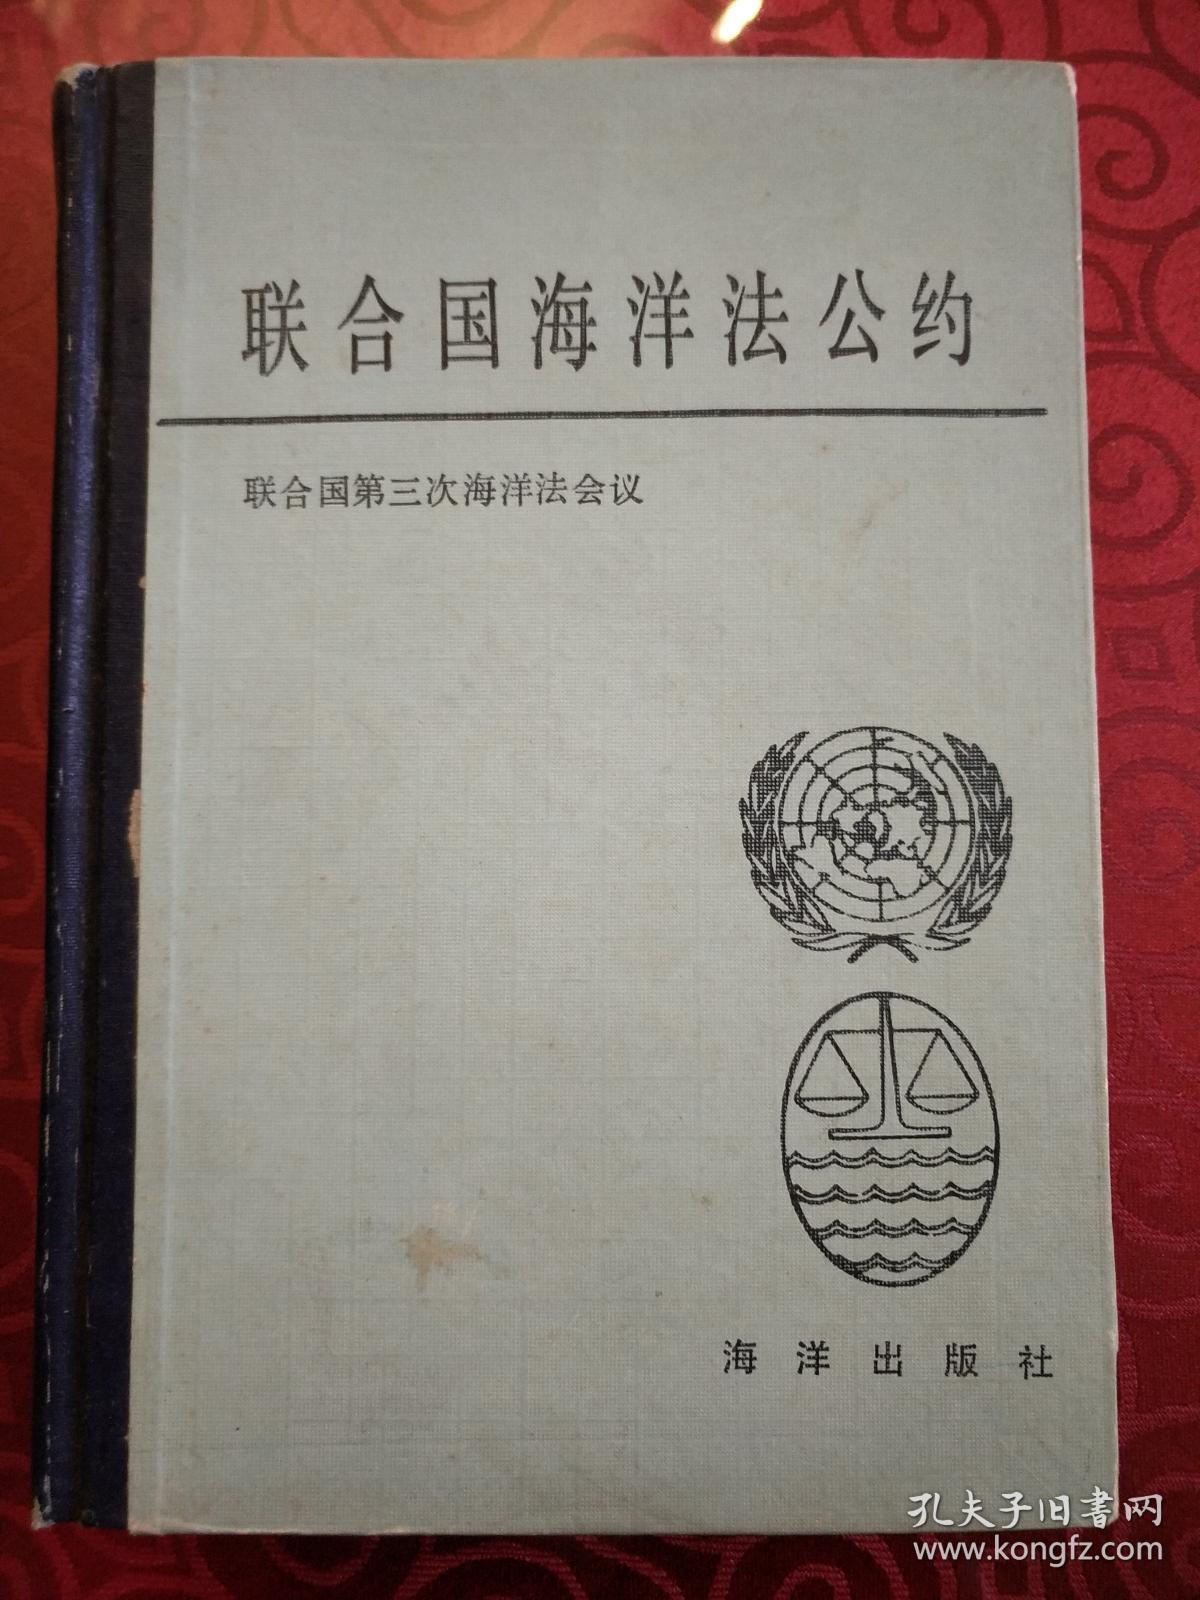 联合国海洋法公约
联合国第三次海洋法会议
海洋出版社
孔夫子旧書网
www.kongfz.com